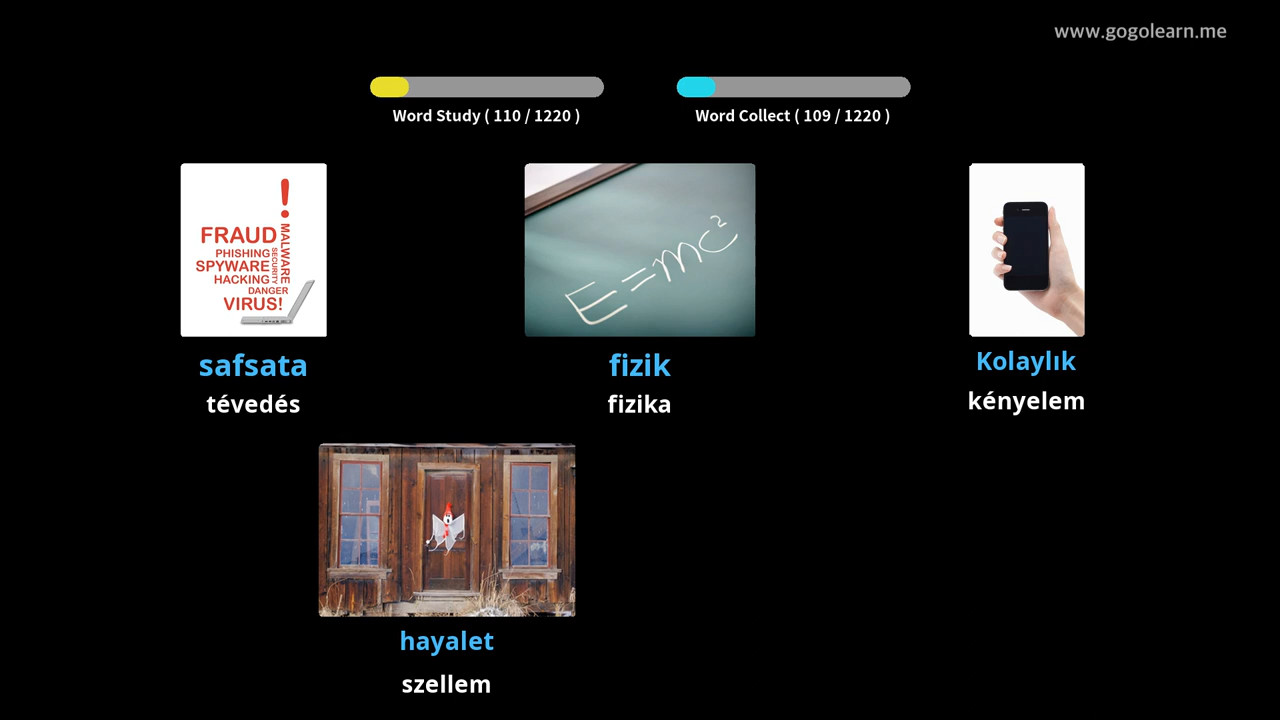 www.gogolearn.me
Word Study ( 110 / 1220 )
Word Collect ( 109 / 1220 )
!
FRAUD
MALWARE
PHISHING
SECURITY
SPYWARE
HACKING
DANGER
VIRUS!
E=mc²
safsata
fizik
Kolaylık
tévedés
fizika
kényelem
hayalet
szellem